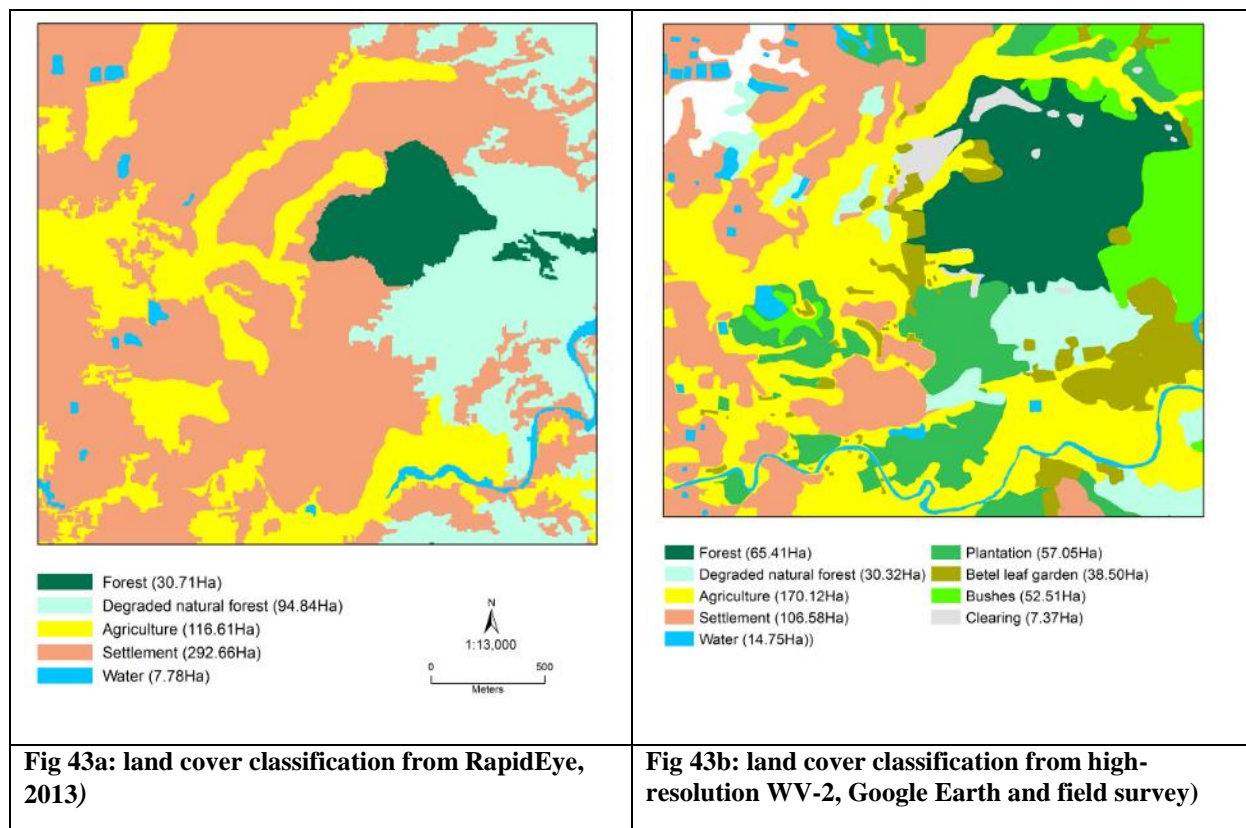 Forest (30.71Ha)
Degraded natural forest (94.84Ha)
Agriculture (116.61Ha)
Settlement (292.66Ha)
Water (7.78Ha)
N
1:13,000
0 500
Meters
Forest (65.41Ha)
Degraded natural forest (30.32Ha)
Agriculture (170.12Ha)
Settlement (106.58Ha)
Water (14.75Ha))
Plantation (57.05Ha)
Betel leaf garden (38.50Ha)
Bushes (52.51Ha)
Clearing (7.37Ha)
Fig 43a: land cover classification from RapidEye,
2013)
Fig 43b: land cover classification from high-
resolution WV-2, Google Earth and field survey)